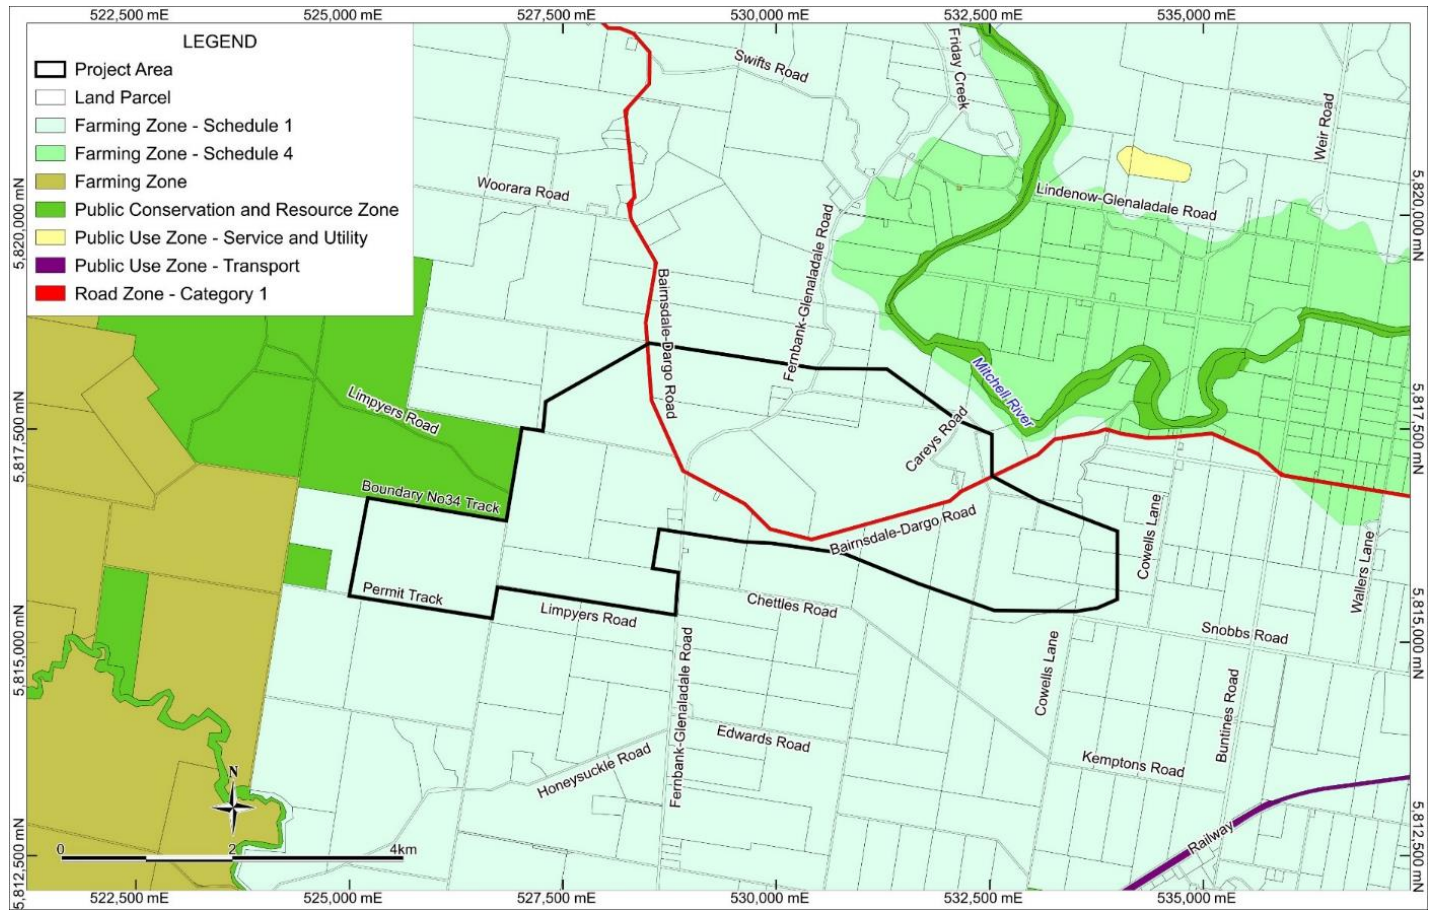 522,500 mE
525,000 mE
527,500 mE
530,000 mE
532,500 mE
535,000 mE
LEGEND
Project Area
Land Parcel
Farming Zone - Schedule 1
Farming Zone - Schedule 4
Farming Zone
Public Conservation and Resource Zone
Public Use Zone - Service and Utility
Public Use Zone - Transport
Road Zone - Category 1
Swifts Road
Friday Creek
Weir Road
Woorara Road
Lindenow-Glenaladale Road
5,820,000 mN
5,820,000 mN
Bairnsdale-Dargo Road
Fernbank-Glenaladale Road
Mitchell River
Limpyers Road
Careys Road
5,817,500 mN
5,817,500 mN
Boundary No34 Track
Bairnsdale-Dargo Road
Cowells Lane
Wallers Lane
Permit Track
Limpyers Road
Chettles Road
Snobbs Road
5,815,000 mN
5,815,000 mN
Fernbank-Glenaladale Road
Cowells Lane
Buntines Road
Edwards Road
Honeysuckle Road
Kemptons Road
N
Railway
0 2 4km
5,812,500 mN
5,812,500 mN
522,500 mE
525,000 mE
527,500 mE
530,000 mE
532,500 mE
535,000 mE